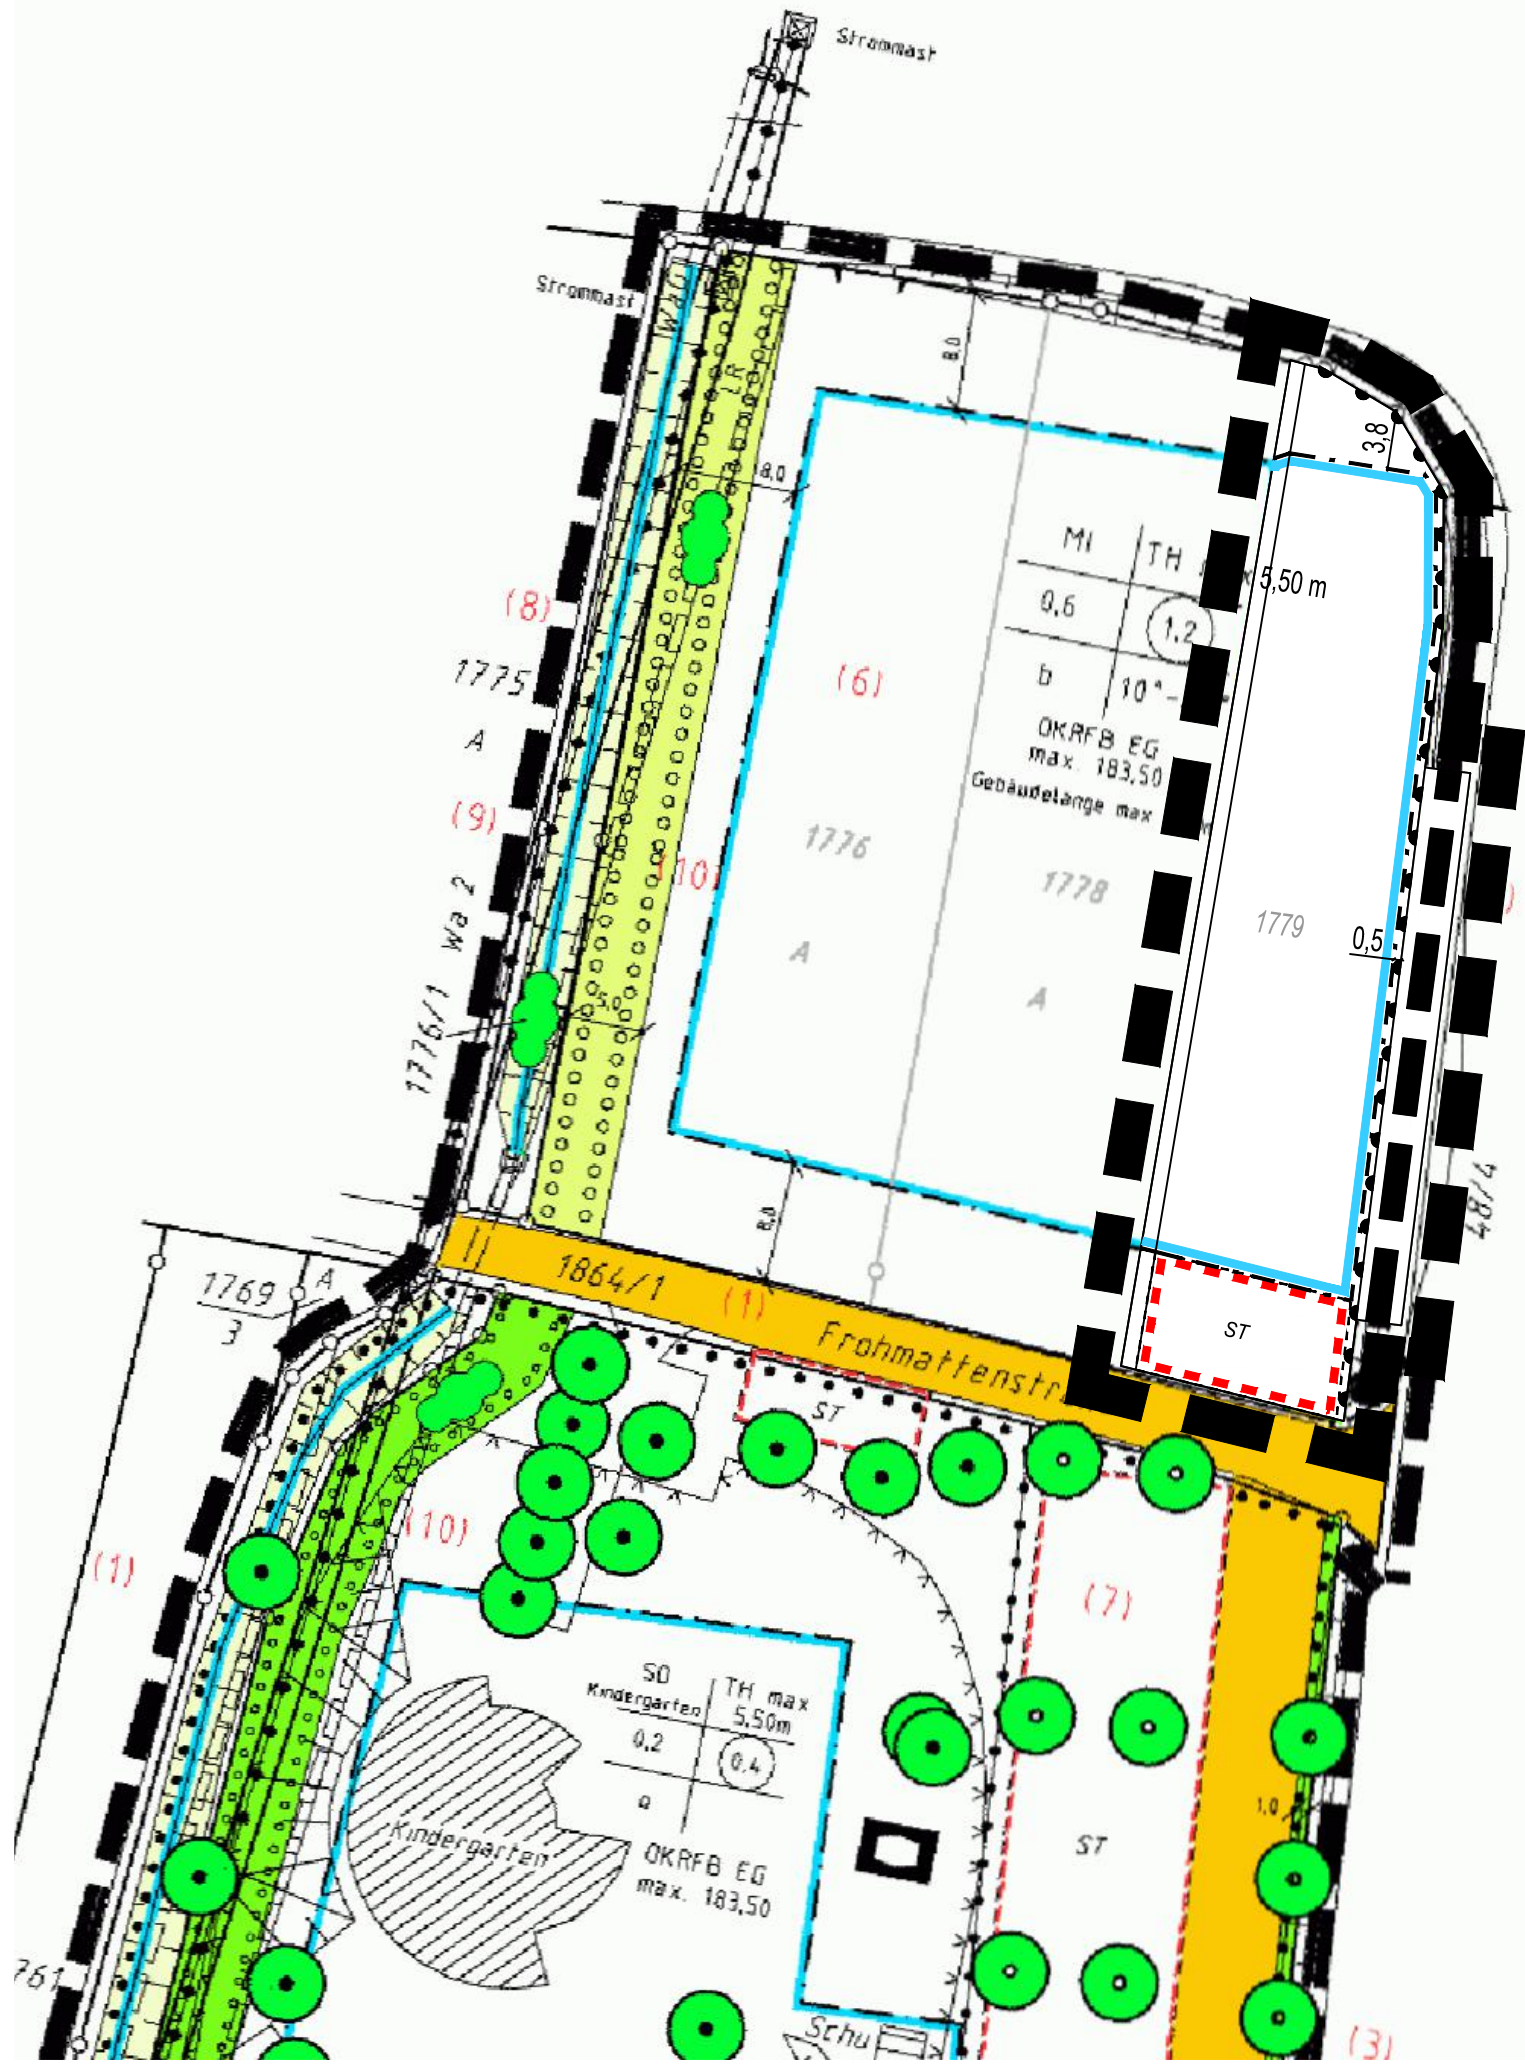 Strommast
Strommast
Wa 6
LR
8.0
3,8
8.0
MI
TH
5,50 m
0,6
1.2
(8)
b
10°-
(6)
1775
OKRFB EG
max. 183,50
A
Gebäudelänge max
(9)
1776
(10)
1778
Wa 2
1779
0,5
A
A
5.0
1776/1
48/4
8.0
1864/1
(1)
A
1769
3
Frohmattenstr
ST
ST
(10)
(1)
(7)
SO
Kindergarten
TH max
5,50m
0.2
0.4
a
1.0
Kindergarten
OKRFB EG
max. 183,50
ST
761
Schu
(3)